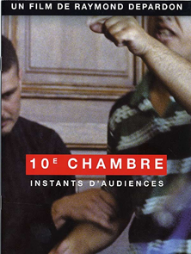 UN FILM DE RAYMOND DEPARDON
10E CHAMBRE
INSTANTS D'AUDIENCES